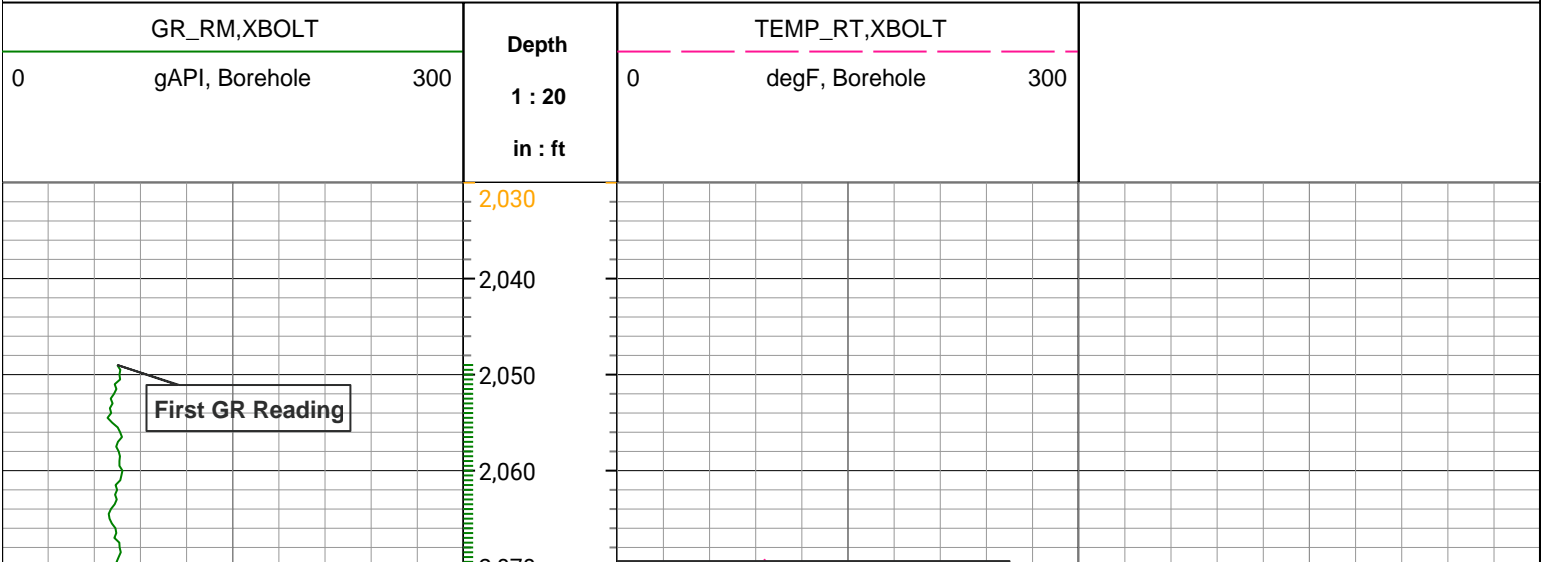 GR_RM,XBOLT
0 gAPI, Borehole 300
Depth
1 : 20
in : ft
TEMP_RT,XBOLT
0 degF, Borehole 300
2,030
2,040
2,050
First GR Reading
2,060